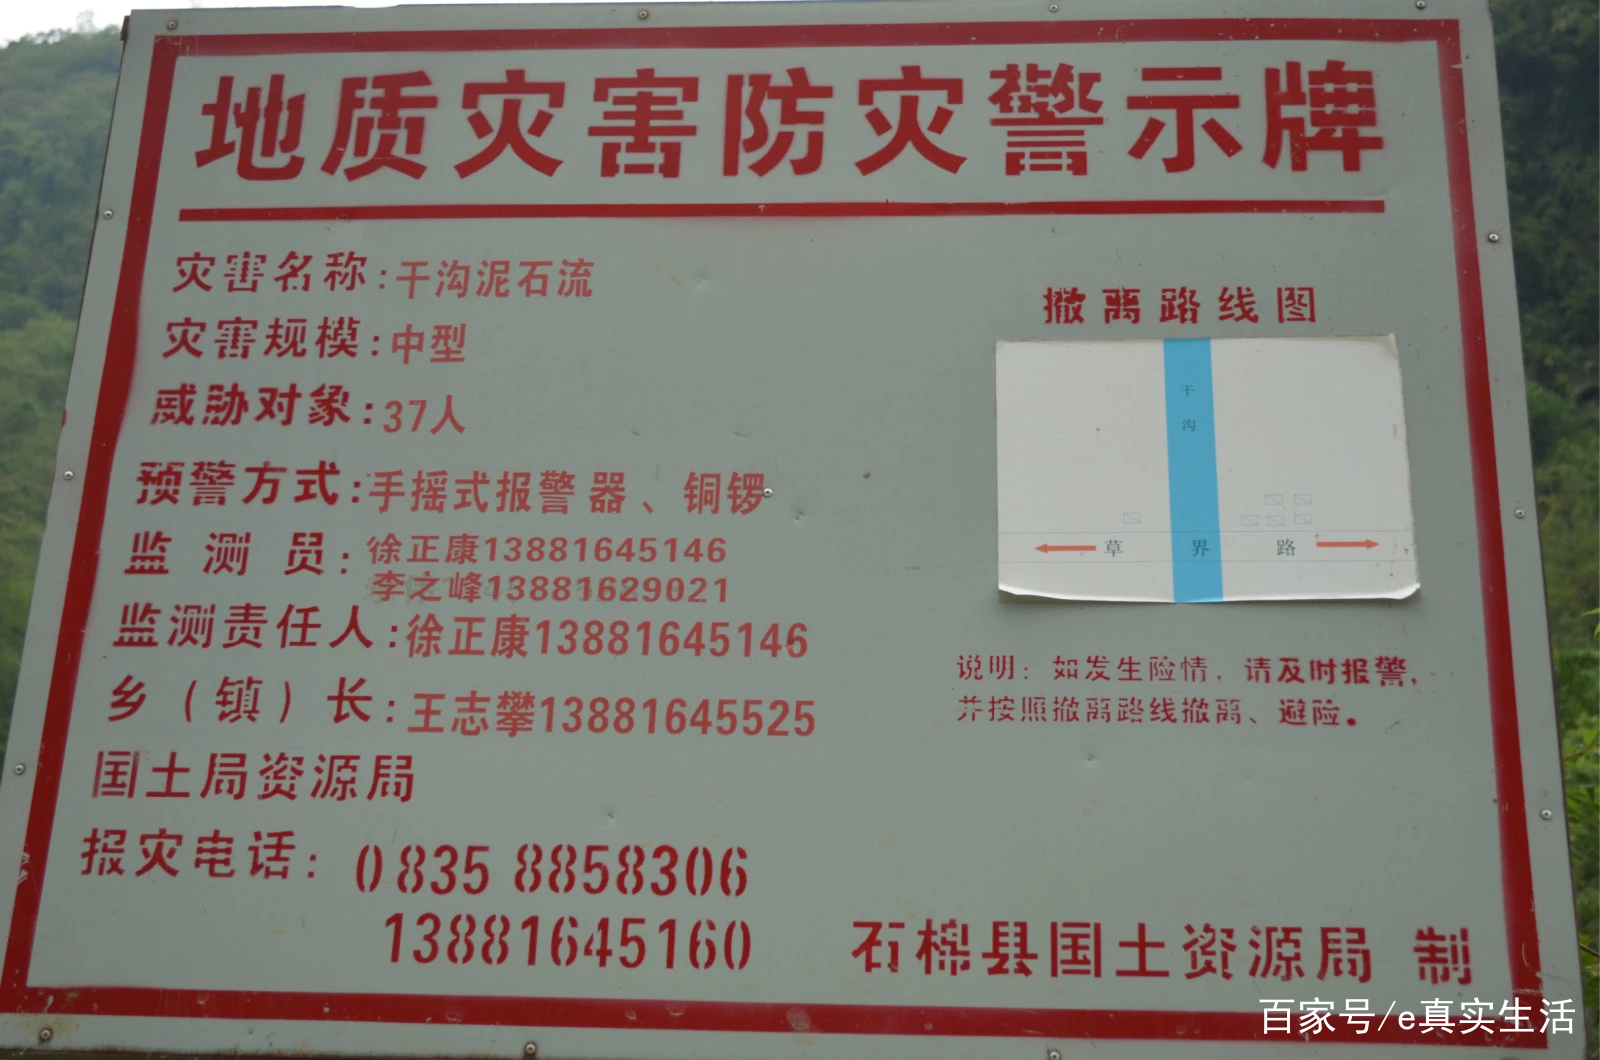 地质灾害防灾警示牌
灾害名称:干沟泥石流
灾害规模:中型
威胁对象:37人
预警方式:手摇式报警器、铜锣
监测员:徐正康13881645146
李之峰13881629021
监测责任人:徐正康13881645146
乡（镇）长:王志攀13881645525
国土局资源局
报灾电话: 0835 8858306
13881645160
撤离路线图
干沟
草界路
说明：如发生险情，请及时报警，
并按照撤离路线撤离、避险。
石棉县国土资源局 制
百家号/e真实生活